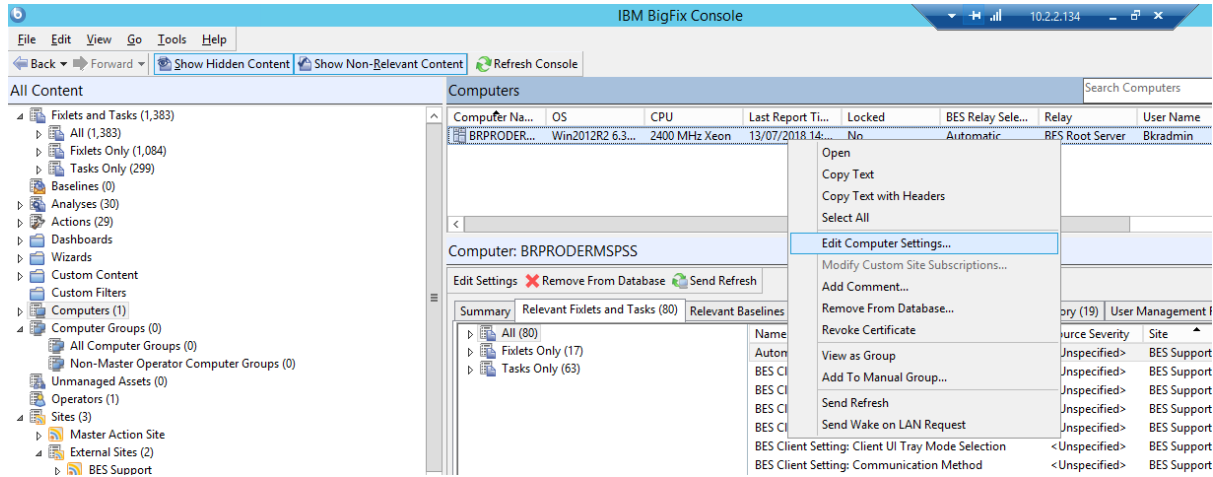 IBM BigFix Console
10.2.2.134
File Edit View Go Tools Help
Back Forward Show Hidden Content Show Non-Relevant Content Refresh Console
All Content
Fixlets and Tasks (1,383)
All (1,383)
Fixlets Only (1,084)
Tasks Only (299)
Baselines (0)
Analyses (30)
Actions (29)
Dashboards
Wizards
Custom Content
Custom Filters
Computers (1)
Computer Groups (0)
All Computer Groups (0)
Non-Master Operator Computer Groups (0)
Unmanaged Assets (0)
Operators (1)
Sites (3)
Master Action Site
External Sites (2)
BES Support
Computers
Search Computers
Computer Na... OS CPU Last Report Ti... Locked BES Relay Sele... Relay User Name
BRPRODER... Win2012R2 6.3... 2400 MHz Xeon 13/07/2018 14:... No Automatic BES Root Server Bkradmin
Open
Copy Text
Copy Text with Headers
Select All
Edit Computer Settings...
Modify Custom Site Subscriptions...
Add Comment...
Remove From Database...
Revoke Certificate
View as Group
Add To Manual Group...
Send Refresh
Send Wake on LAN Request
Computer: BRPRODERMSPSS
Edit Settings Remove From Database Send Refresh
Summary Relevant Fixlets and Tasks (80) Relevant Baselines ory (19) User Management
All (80)
Fixlets Only (17)
Tasks Only (63)
Name urce Severity Site
Autom Unspecified> BES Support
BES Cl Unspecified> BES Support
BES Cl Unspecified> BES Support
BES Cl Unspecified> BES Support
BES Cl Unspecified> BES Support
BES Client Setting: Client UI Tray Mode Selection <Unspecified> BES Support
BES Client Setting: Communication Method <Unspecified> BES Support